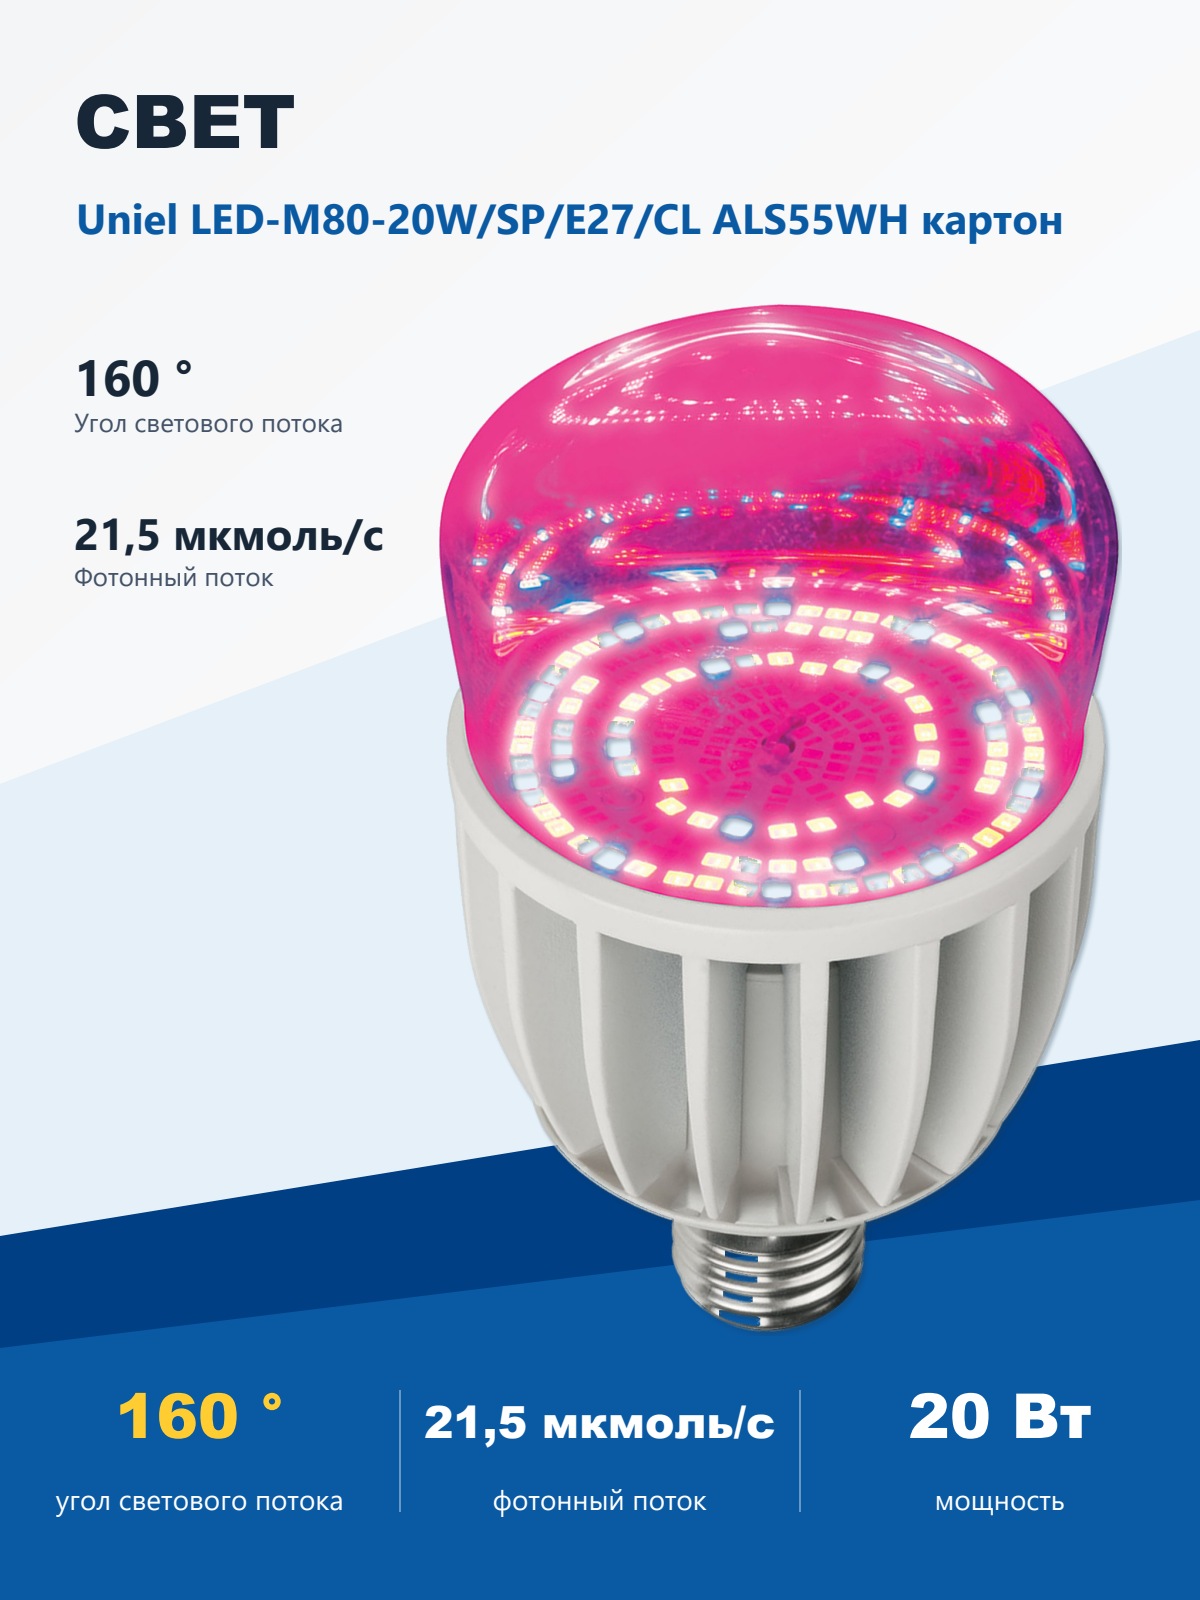 СВЕТ
Uniel LED-M80-20W/SP/E27/CL ALS55WH картон
160 °
Угол светового потока
21,5 мкмоль/с
Фотонный поток
160 °
угол светового потока
21,5 мкмоль/с
фотонный поток
20 Вт
мощность